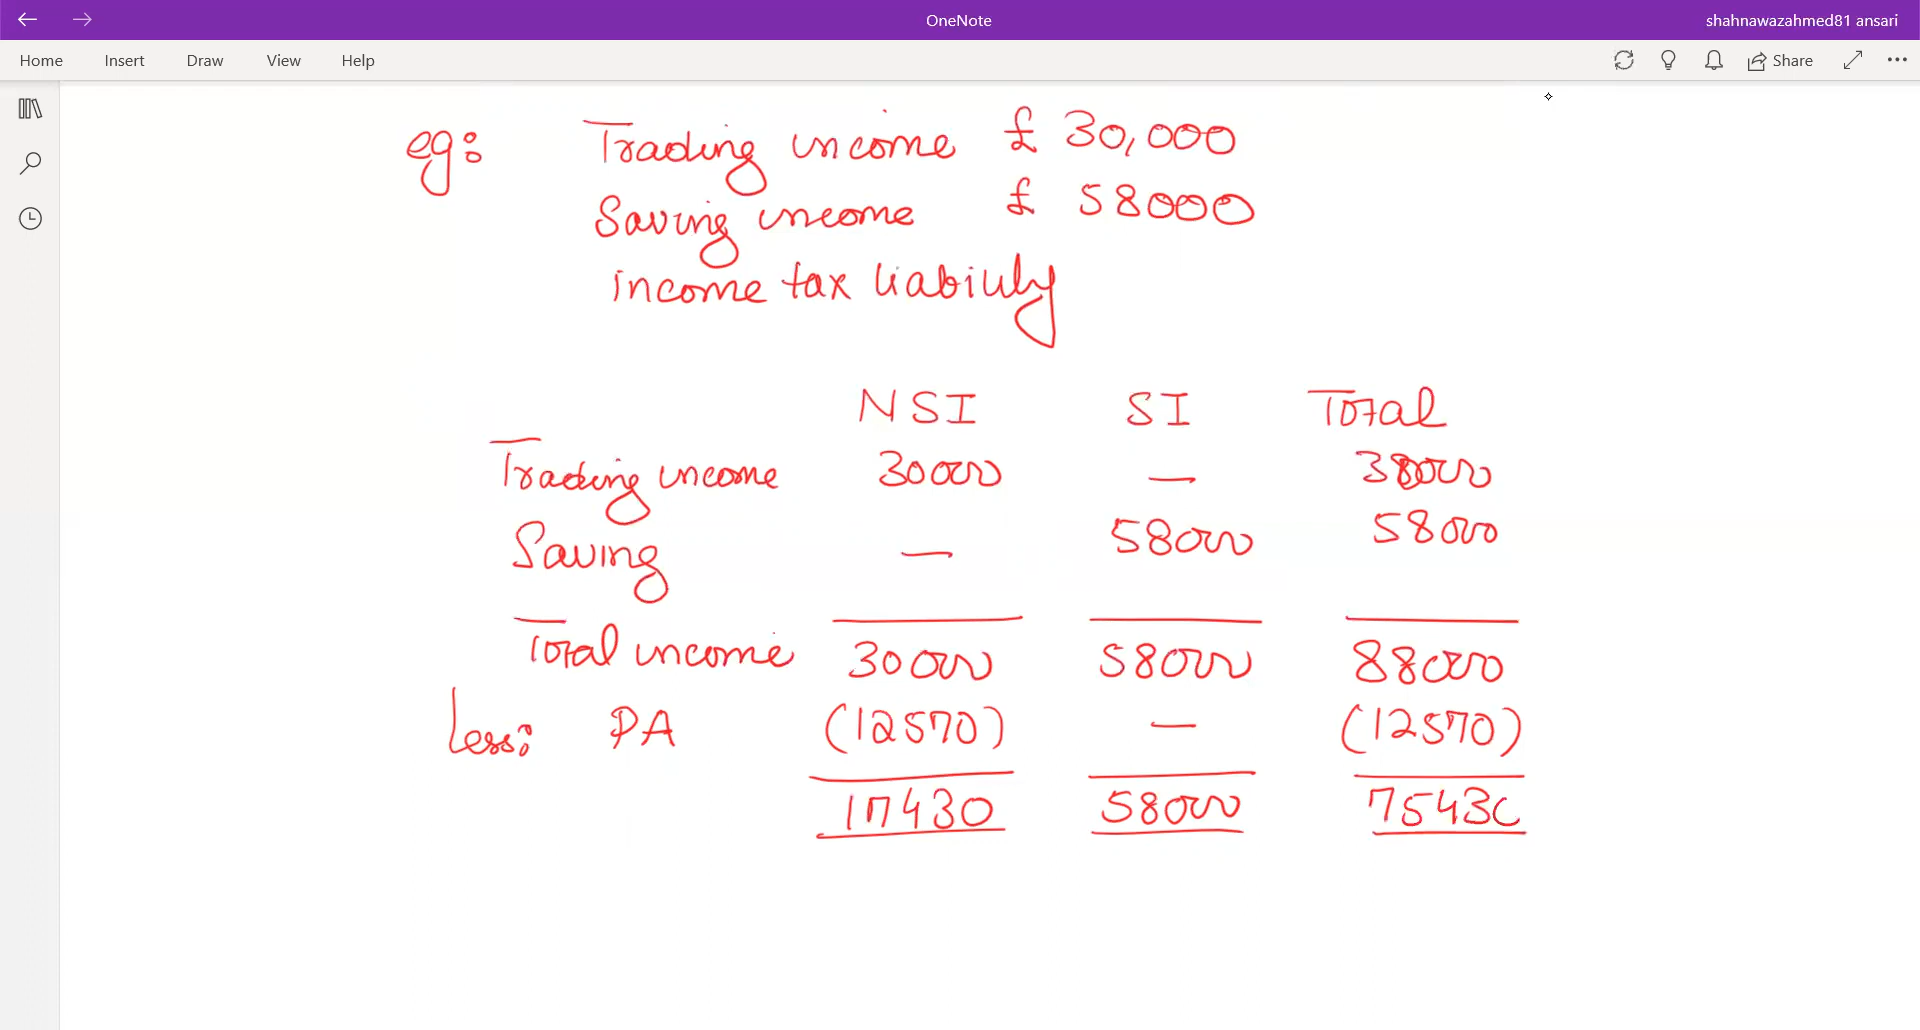 OneNote
shahnawazahmed81 ansari
Home Insert Draw View Help Share
eg: Trading income £ 30,000
Saving income £ 58000
income tax liability
NSI SI Total
Trading income 30000 — 30000
Saving — 58000 58000
Total income 30000 58000 88000
Less: PA (12570) — (12570)
17430 58000 75430